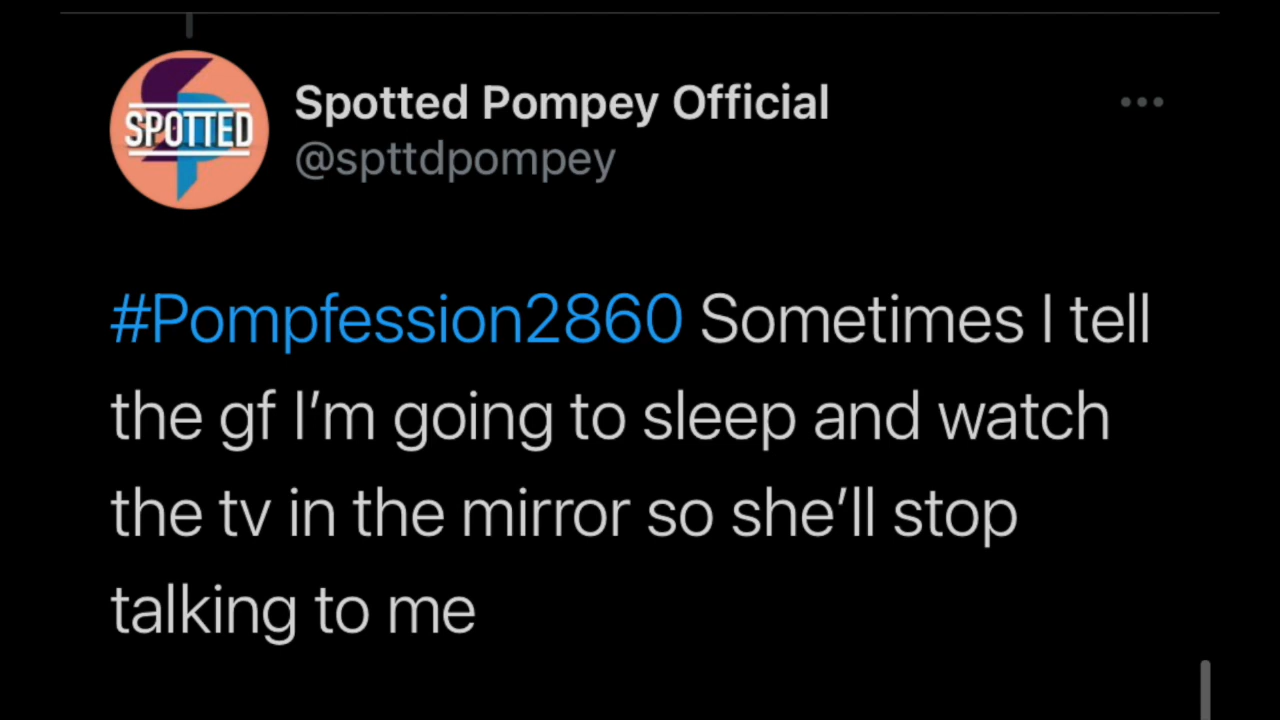 SPOTTED
Spotted Pompey Official
@spttdpompey
#Pompfession2860 Sometimes I tell
the gf I’m going to sleep and watch
the tv in the mirror so she’ll stop
talking to me